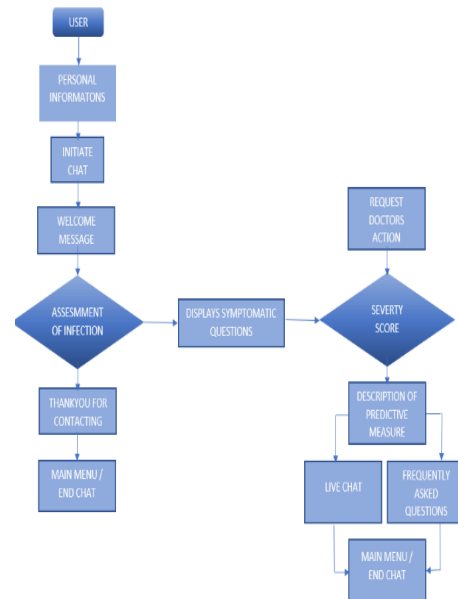 USER
PERSONAL
INFORMATONS
INITIATE
CHAT
WELCOME
MESSAGE
ASSESMMENT
OF INFECTION
THANKYOU FOR
CONTACTING
MAIN MENU /
END CHAT
DISPLAYS SYMPTOMATIC
QUESTIONS
REQUEST
DOCTORS
ACTION
SEVERTY
SCORE
DESCRIPTION OF
PREDICTIVE
MEASURE
LIVE CHAT
FREQUENTLY
ASKED
QUESTIONS
MAIN MENU /
END CHAT